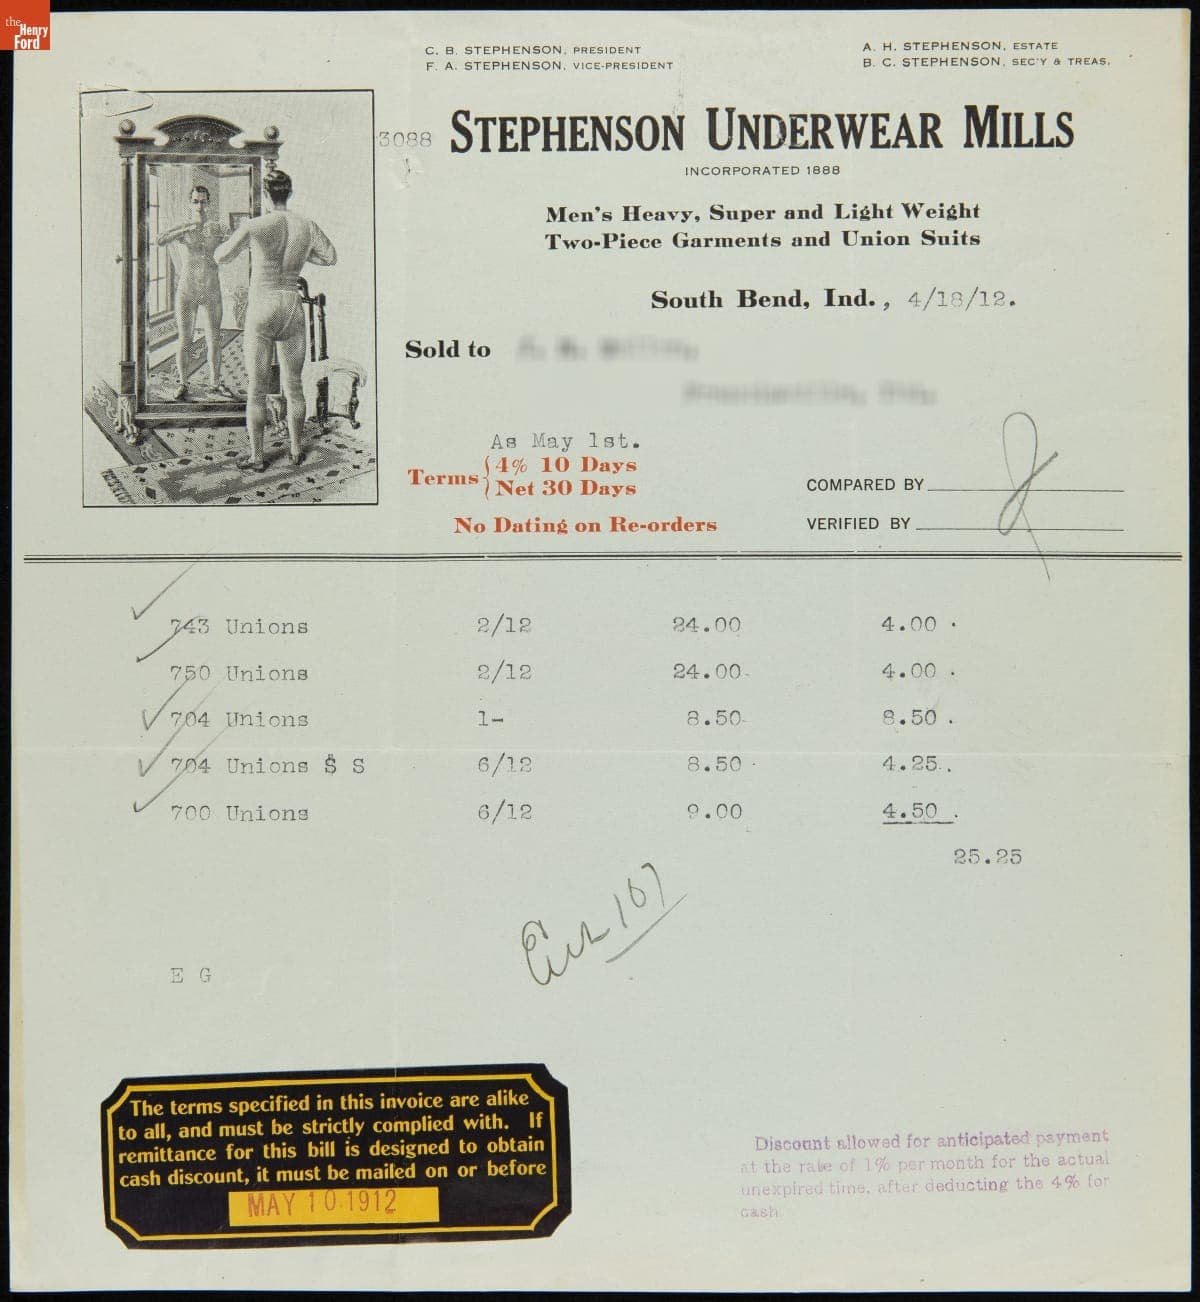 the
Henry
Ford
C. B. STEPHENSON, PRESIDENT
F. A. STEPHENSON, VICE-PRESIDENT
A. H. STEPHENSON, ESTATE
B. C. STEPHENSON, SEC'Y & TREAS.
3088 STEPHENSON UNDERWEAR MILLS
INCORPORATED 1888
Men's Heavy, Super and Light Weight
Two-Piece Garments and Union Suits
South Bend, Ind., 4/18/12.
Sold to
As May 1st.
Terms { 4% 10 Days
Net 30 Days
No Dating on Re-orders
COMPARED BY
VERIFIED BY
743 Unions 2/12 24.00 4.00 .
750 Unions 2/12 24.00 4.00 .
704 Unions 1- 8.50 8.50 .
704 Unions $ S 6/12 8.50 4.25.
700 Unions 6/12 9.00 4.50 .
25.25
107
E G
The terms specified in this invoice are alike
to all, and must be strictly complied with. If
remittance for this bill is designed to obtain
cash discount, it must be mailed on or before
MAY 10 1912
Discount allowed for anticipated payment
at the rate of 1% per month for the actual
unexpired time, after deducting the 4% for
cash.